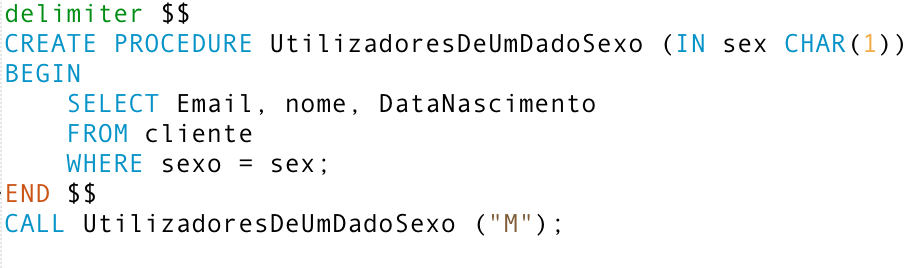 delimiter $$
CREATE PROCEDURE UtilizadoresDeUmDadoSexo (IN sex CHAR(1))
BEGIN
    SELECT Email, nome, DataNascimento
    FROM cliente
    WHERE sexo = sex;
END $$
CALL UtilizadoresDeUmDadoSexo ("M");